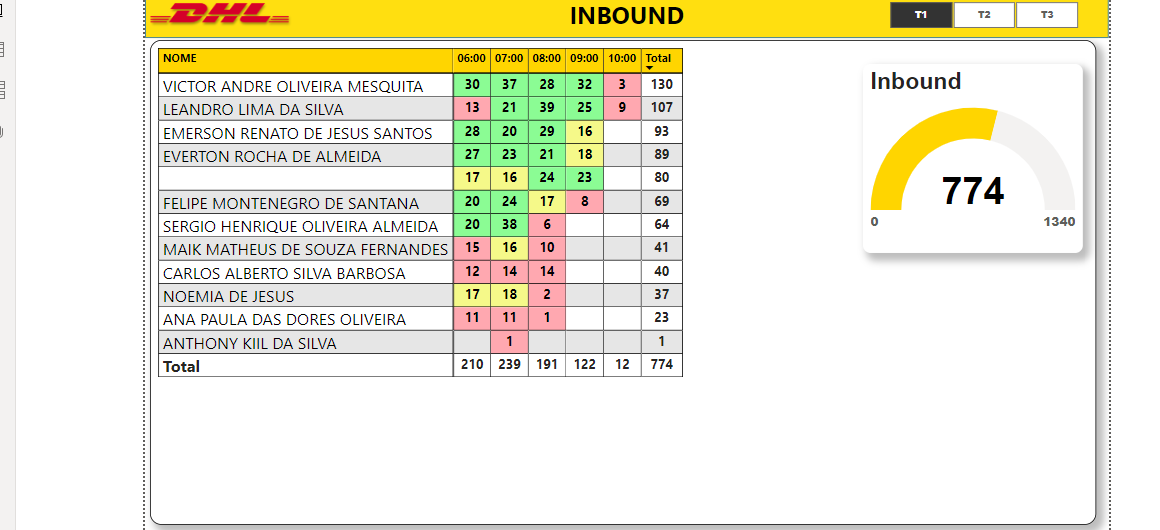 DHL
INBOUND
T1 T2 T3
NOME 06:00 07:00 08:00 09:00 10:00 Total
VICTOR ANDRE OLIVEIRA MESQUITA 30 37 28 32 3 130
LEANDRO LIMA DA SILVA 13 21 39 25 9 107
EMERSON RENATO DE JESUS SANTOS 28 20 29 16 93
EVERTON ROCHA DE ALMEIDA 27 23 21 18 89
17 16 24 23 80
FELIPE MONTENEGRO DE SANTANA 20 24 17 8 69
SERGIO HENRIQUE OLIVEIRA ALMEIDA 20 38 6 64
MAIK MATHEUS DE SOUZA FERNANDES 15 16 10 41
CARLOS ALBERTO SILVA BARBOSA 12 14 14 40
NOEMIA DE JESUS 17 18 2 37
ANA PAULA DAS DORES OLIVEIRA 11 11 1 23
ANTHONY KIIL DA SILVA 1 1
Total 210 239 191 122 12 774
Inbound
774
0 1340